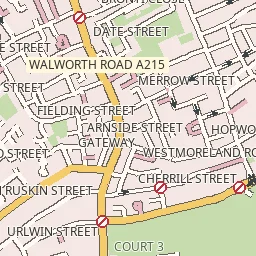 DATE STREET
STREET
WALWORTH ROAD A215
MERROW STREET
STREET
FIELDING STREET
ARNSIDE STREET
HOPWO
GATEWAY
WESTMORELAND RO
STREET
RUSKIN STREET
CHERRILL STREET
URLWIN STREET
COURT 3